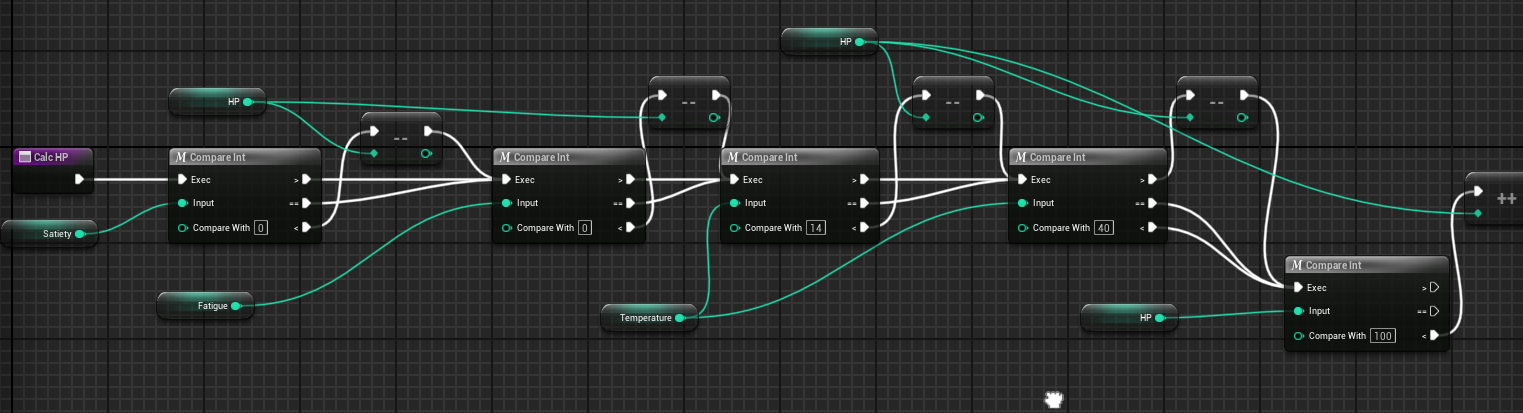 HP
HP
--
--
--
HP
--
Calc HP
M Compare Int
M Compare Int
M Compare Int
M Compare Int
Exec >
Exec >
Exec >
Exec >
++
Satiety
Input ==
Input ==
Input ==
Input ==
Compare With 0 <
Compare With 0 <
Compare With 14 <
Compare With 40 <
M Compare Int
Exec >
Fatigue
Temperature
HP
Input ==
Compare With 100 <